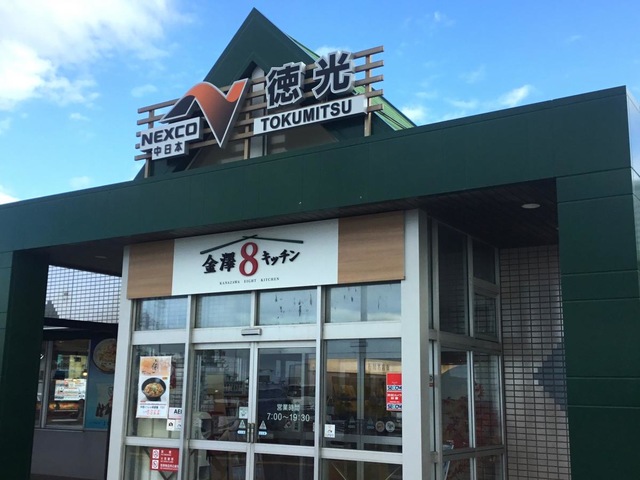 NEXCO
中日本
徳光
TOKUMITSU
金澤8キッチン
KANAZAWA EIGHT KITCHEN
営業時間
7:00~19:30
AED